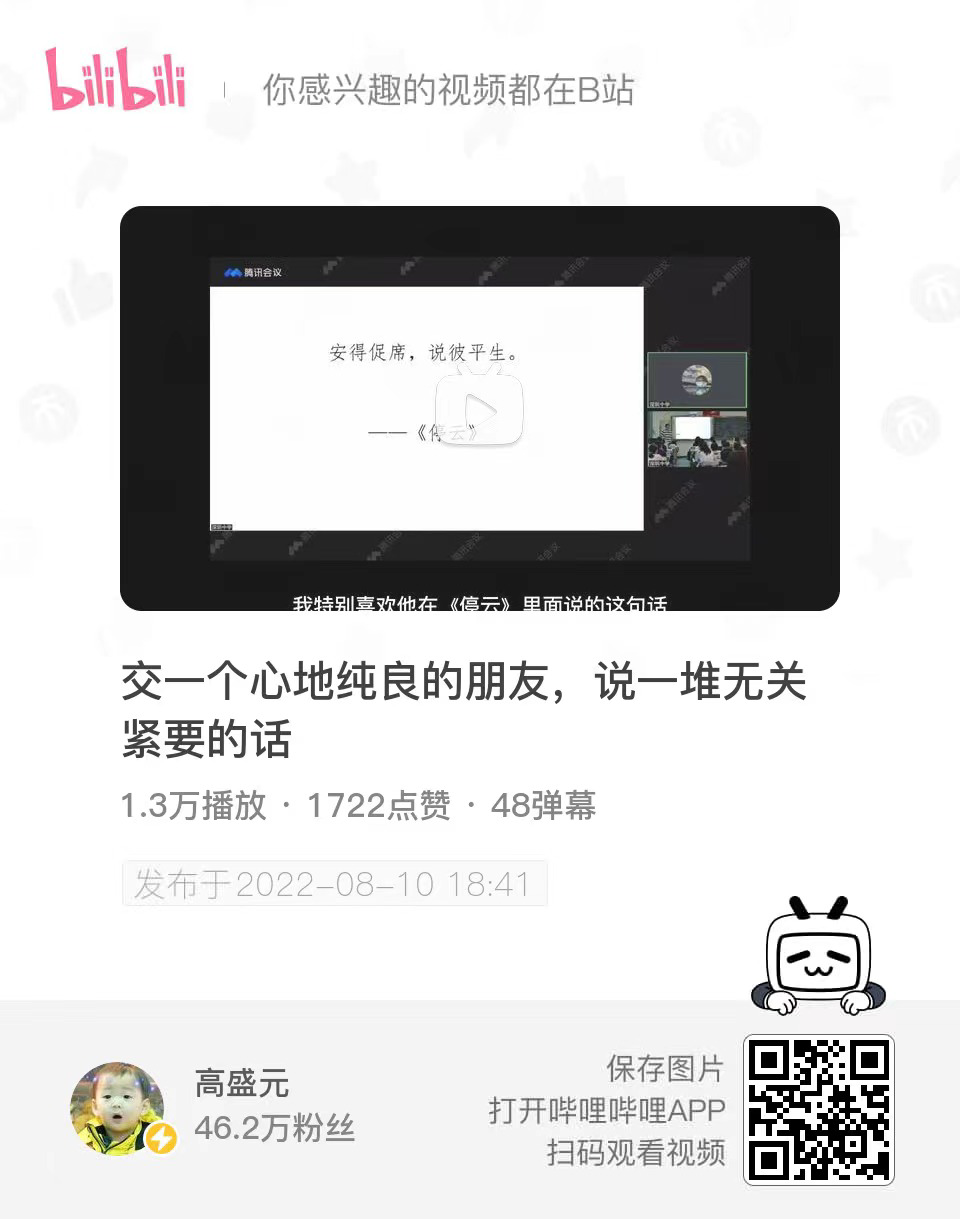 bilibili
你感兴趣的视频都在B站
腾讯会议
安得促席，说彼平生。
——《停云》
我特别喜欢他在《停云》里面说的这句话
交一个心地纯良的朋友，说一堆无关
紧要的话
1.3万播放 · 1722点赞 · 48弹幕
发布于2022-08-10 18:41
高盛元
46.2万粉丝
保存图片
打开哔哩哔哩APP
扫码观看视频